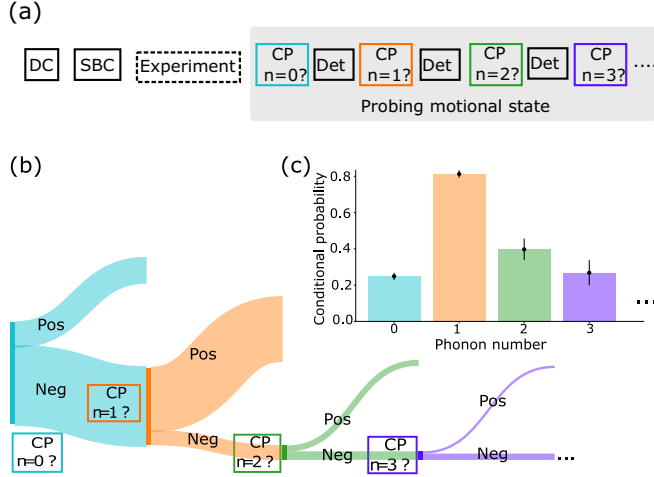 (a)
DC
SBC
Experiment
CP
n=0?
Det
CP
n=1?
Det
CP
n=2?
Det
CP
n=3?
....
Probing motional state
(b)
Pos
Neg
CP
n=0 ?
CP
n=1 ?
Pos
Neg
CP
n=2 ?
Pos
Neg
CP
n=3 ?
Pos
Neg
...
(c)
Conditional probability
0.8
0.6
0.4
0.2
0.0
0
1
2
3
...
Phonon number